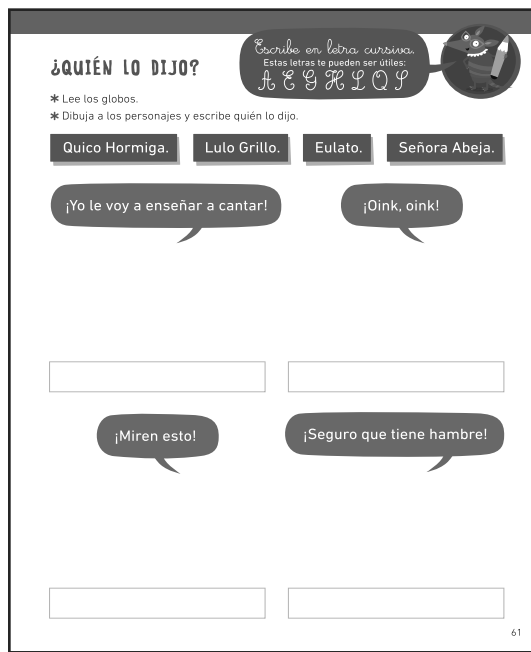 Escribe en letra cursiva.
Estas letras te pueden ser útiles:
A E G H L Q S
¿QUIÉN LO DIJO?
* Lee los globos.
* Dibuja a los personajes y escribe quién lo dijo.
Quico Hormiga. Lulo Grillo. Eulato. Señora Abeja.
¡Yo le voy a enseñar a cantar! ¡Oink, oink!
¡Miren esto! ¡Seguro que tiene hambre!
61